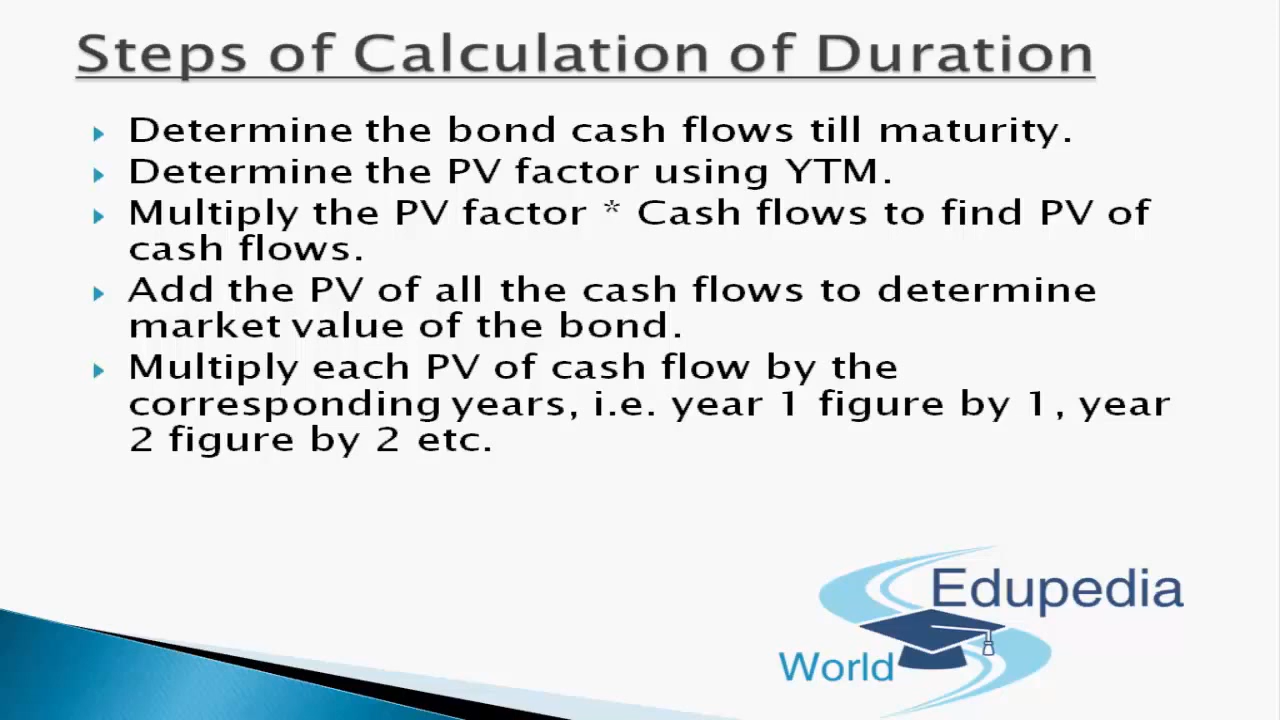 Steps of Calculation of Duration
Determine the bond cash flows till maturity.
Determine the PV factor using YTM.
Multiply the PV factor * Cash flows to find PV of
cash flows.
Add the PV of all the cash flows to determine
market value of the bond.
Multiply each PV of cash flow by the
corresponding years, i.e. year 1 figure by 1, year
2 figure by 2 etc.
Edupedia
World